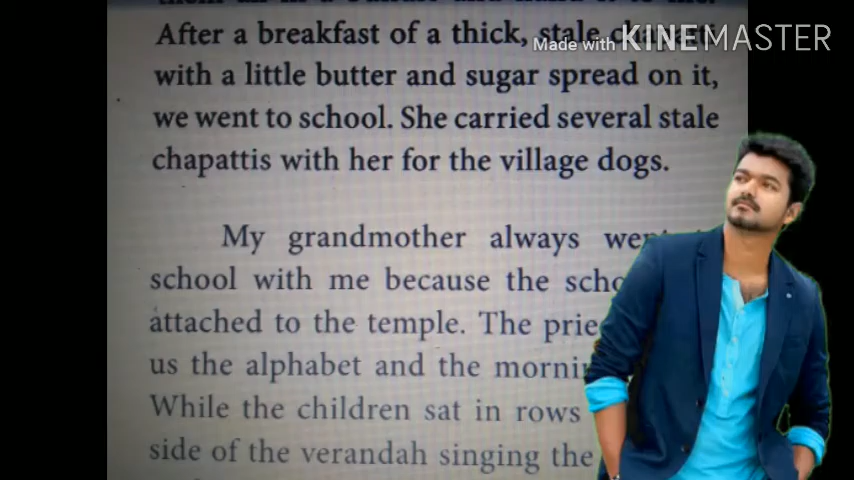 After a breakfast of a thick, stale
Made with KINEMASTER
with a little butter and sugar spread on it,
we went to school. She carried several stale
chapattis with her for the village dogs.
My grandmother always
school with me because the scho
attached to the temple. The prie
us the alphabet and the morni
While the children sat in rows
side of the verandah singing the